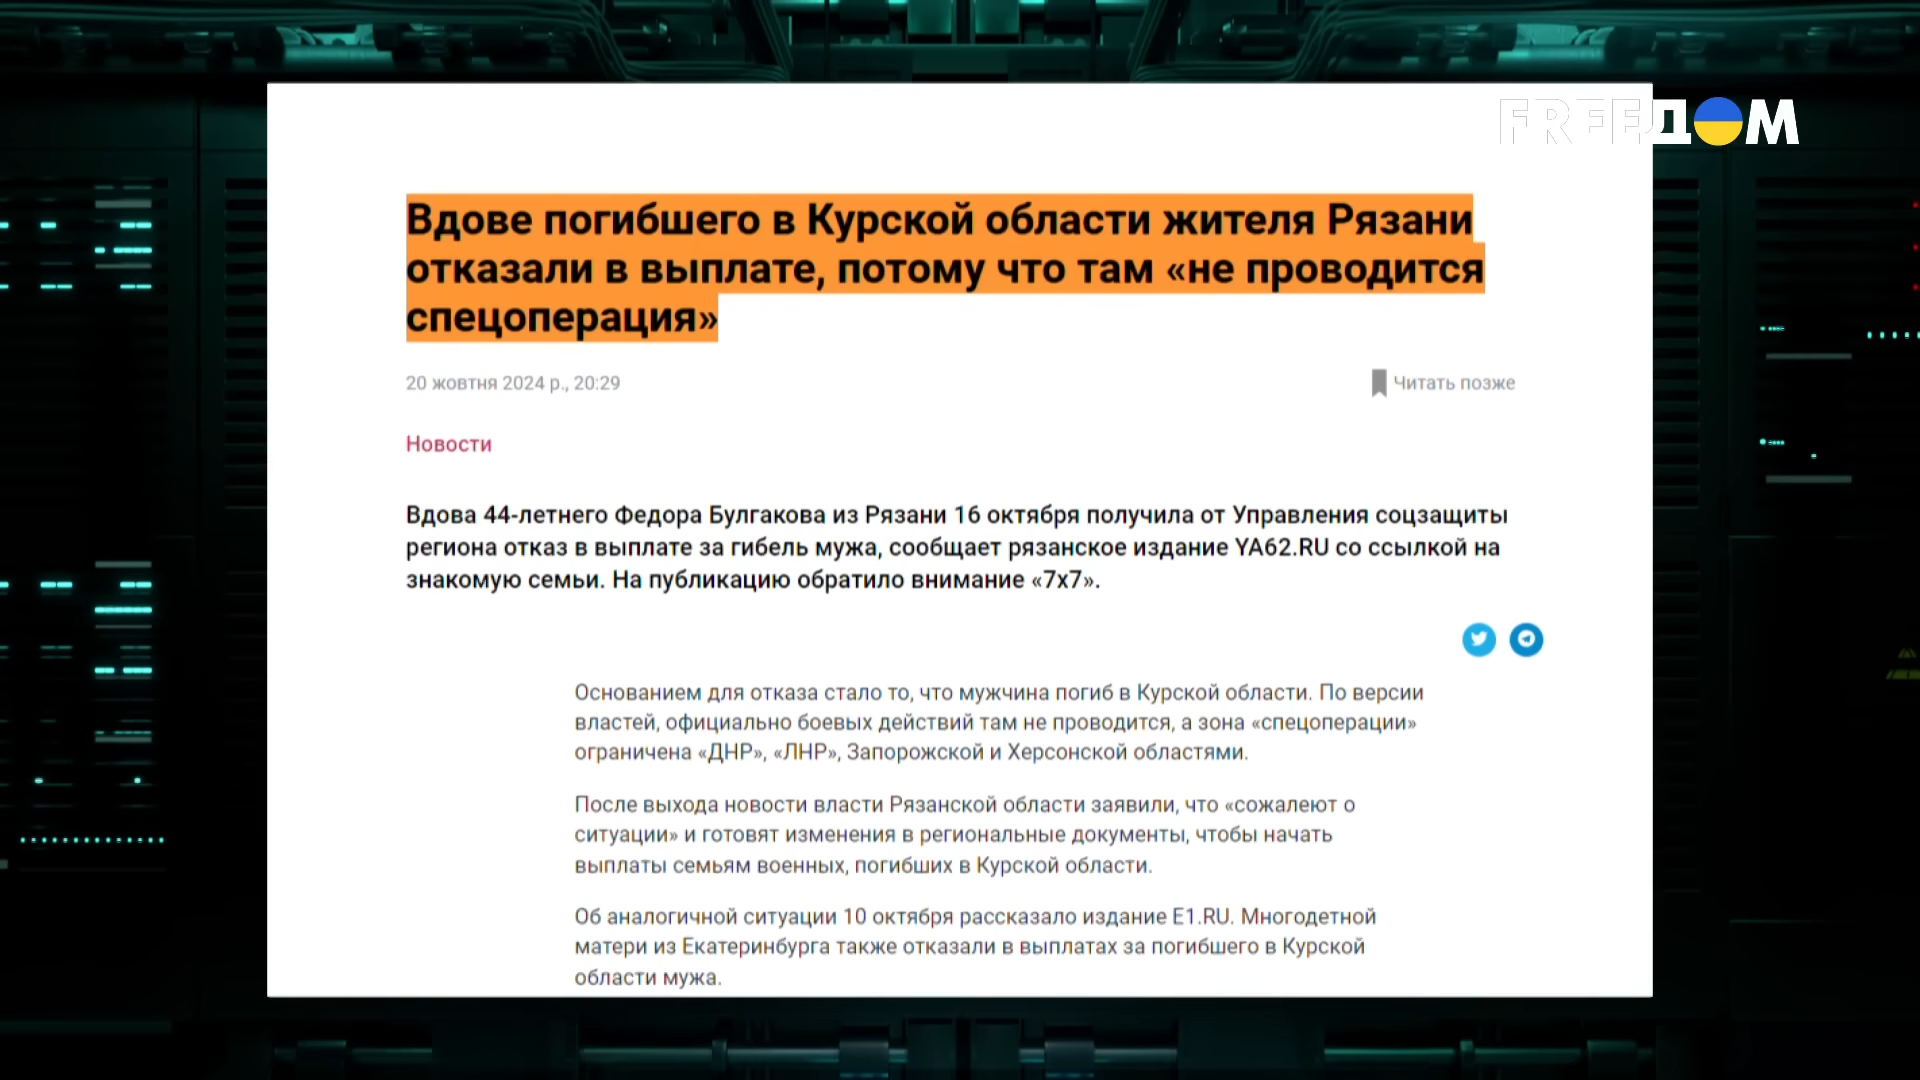 FREEДОМ
Вдове погибшего в Курской области жителя Рязани
отказали в выплате, потому что там «не проводится
спецоперация»
20 жовтня 2024 р., 20:29
Читать позже
Новости
Вдова 44-летнего Федора Булгакова из Рязани 16 октября получила от Управления соцзащиты
региона отказ в выплате за гибель мужа, сообщает рязанское издание YA62.RU со ссылкой на
знакомую семьи. На публикацию обратило внимание «7x7».
Основанием для отказа стало то, что мужчина погиб в Курской области. По версии
властей, официально боевых действий там не проводится, а зона «спецоперации»
ограничена «ДНР», «ЛНР», Запорожской и Херсонской областями.
После выхода новости власти Рязанской области заявили, что «сожалеют о
ситуации» и готовят изменения в региональные документы, чтобы начать
выплаты семьям военных, погибших в Курской области.
Об аналогичной ситуации 10 октября рассказало издание E1.RU. Многодетной
матери из Екатеринбурга также отказали в выплатах за погибшего в Курской
области мужа.